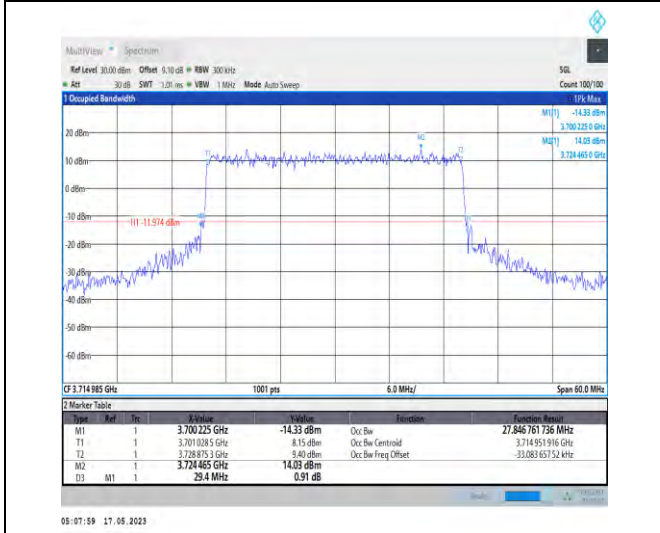 MultiView Spectrum
Ref Level 30.00 dBm Offset 9.10 dB RBW 300 kHz SGL
Att 30 dB SWT 1.01 ms VBW 1 MHz Mode Auto Sweep Count 100/100
1 Occupied Bandwidth 1Pk Max
M1[1] -14.33 dBm
3.700 225 0 GHz
M2[1] 14.03 dBm
3.724 465 0 GHz
20 dBm
M2
T1 T2
10 dBm
0 dBm
-10 dBm
H1 -11.974 dBm
-20 dBm
-30 dBm
-40 dBm
-50 dBm
-60 dBm
CF 3.714 985 GHz 1001 pts 6.0 MHz/ Span 60.0 MHz
2 Marker Table
Type Ref Trc X-Value Y-Value Function Function Result
M1 1 3.700 225 GHz -14.33 dBm Occ Bw 27.846 761 736 MHz
T1 1 3.701 028 5 GHz 8.15 dBm Occ Bw Centroid 3.714 951 916 GHz
T2 1 3.728 875 3 GHz 9.40 dBm Occ Bw Freq Offset -33.083 657 52 kHz
M2 1 3.724 465 GHz 14.03 dBm
D3 M1 1 29.4 MHz 0.91 dB
05:07:59 17.05.2023